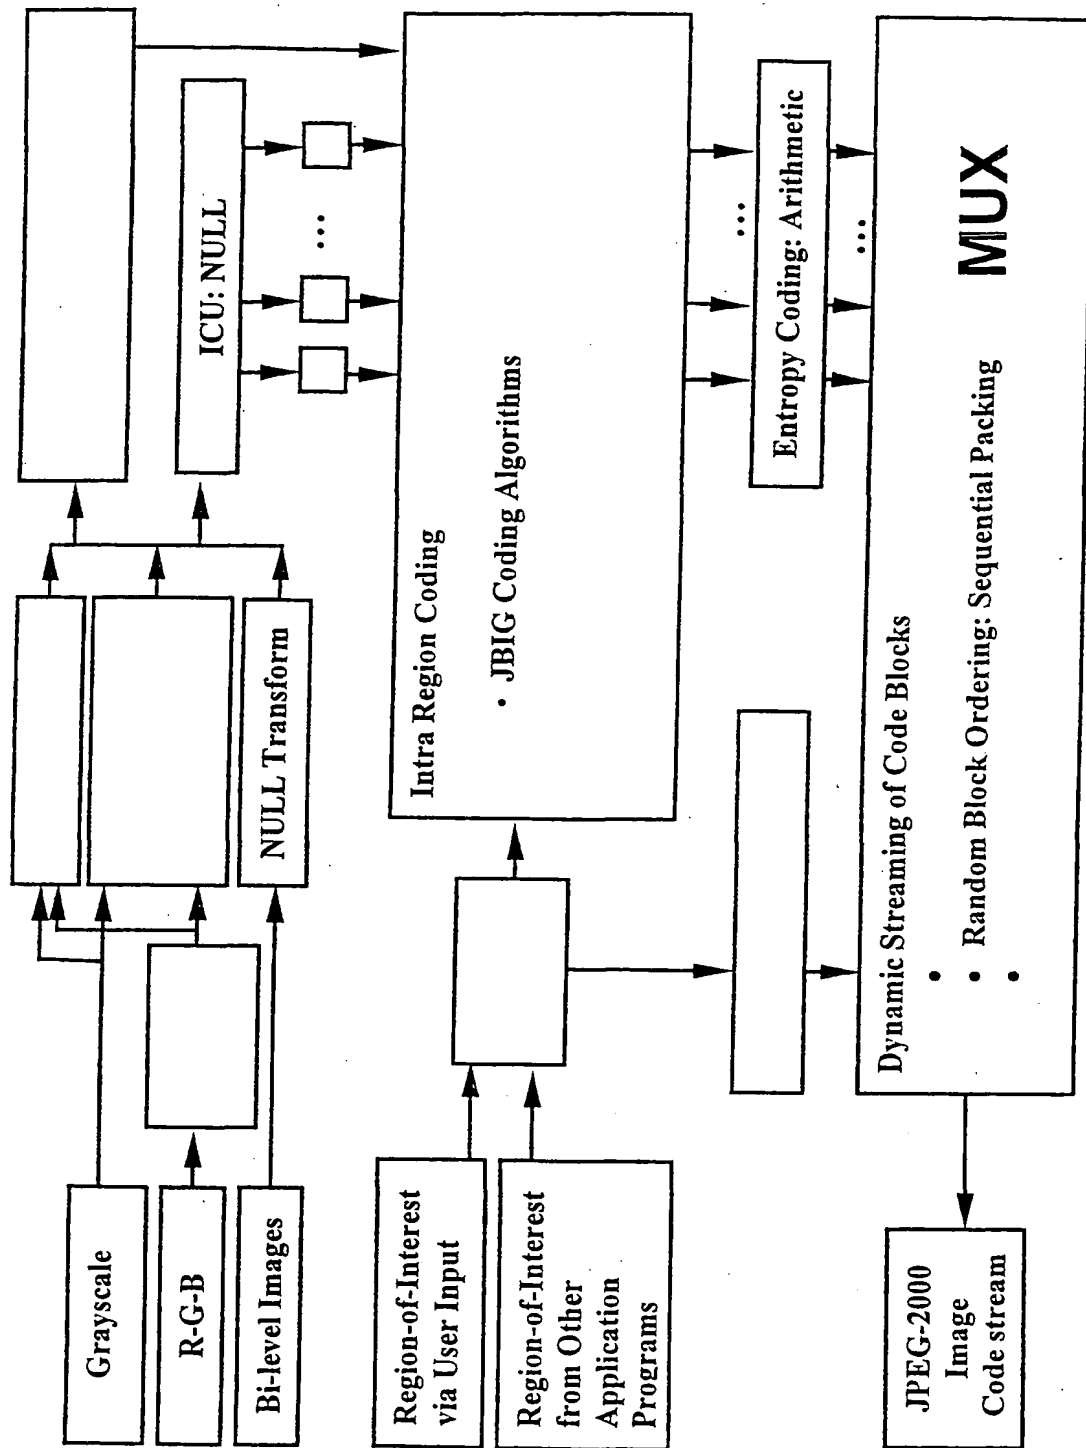 Grayscale
R-G-B
Bi-level Images
NULL Transform
ICU: NULL
...
Region-of-Interest
via User Input
Region-of-Interest
from Other
Application
Programs
Intra Region Coding
• JBIG Coding Algorithms
...
Entropy Coding: Arithmetic
...
Dynamic Streaming of Code Blocks
•
• Random Block Ordering: Sequential Packing
•
MUX
JPEG-2000
Image
Code stream